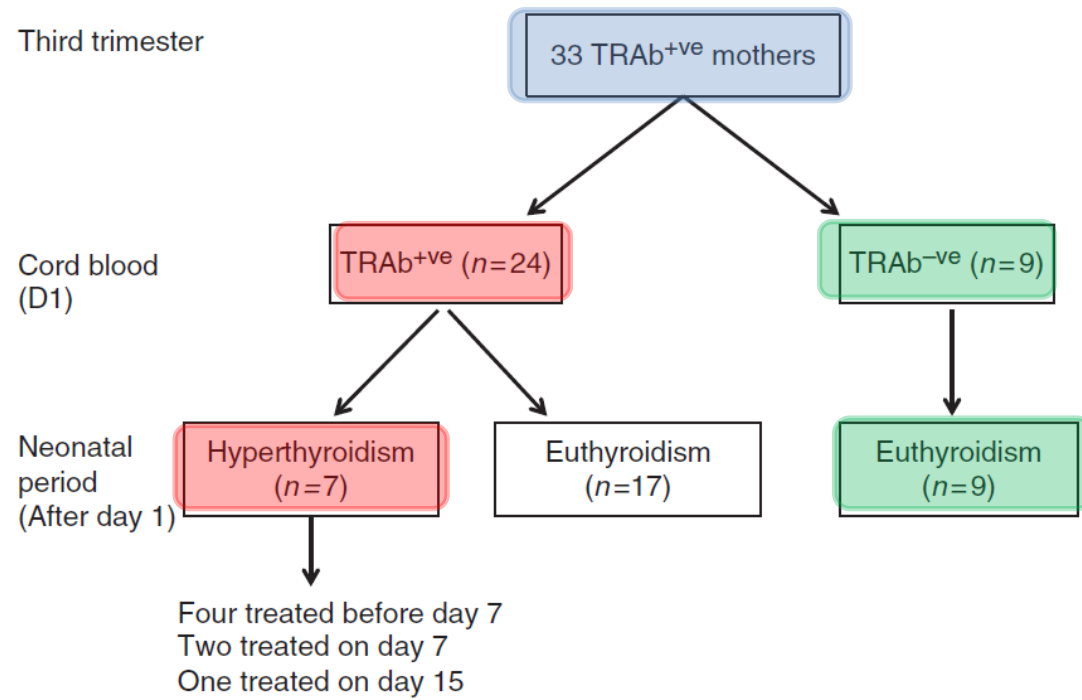 Third trimester
33 TRAb+ve mothers
Cord blood
(D1)
TRAb+ve (n=24)
TRAb–ve (n=9)
Neonatal
period
(After day 1)
Hyperthyroidism
(n=7)
Euthyroidism
(n=17)
Euthyroidism
(n=9)
Four treated before day 7
Two treated on day 7
One treated on day 15